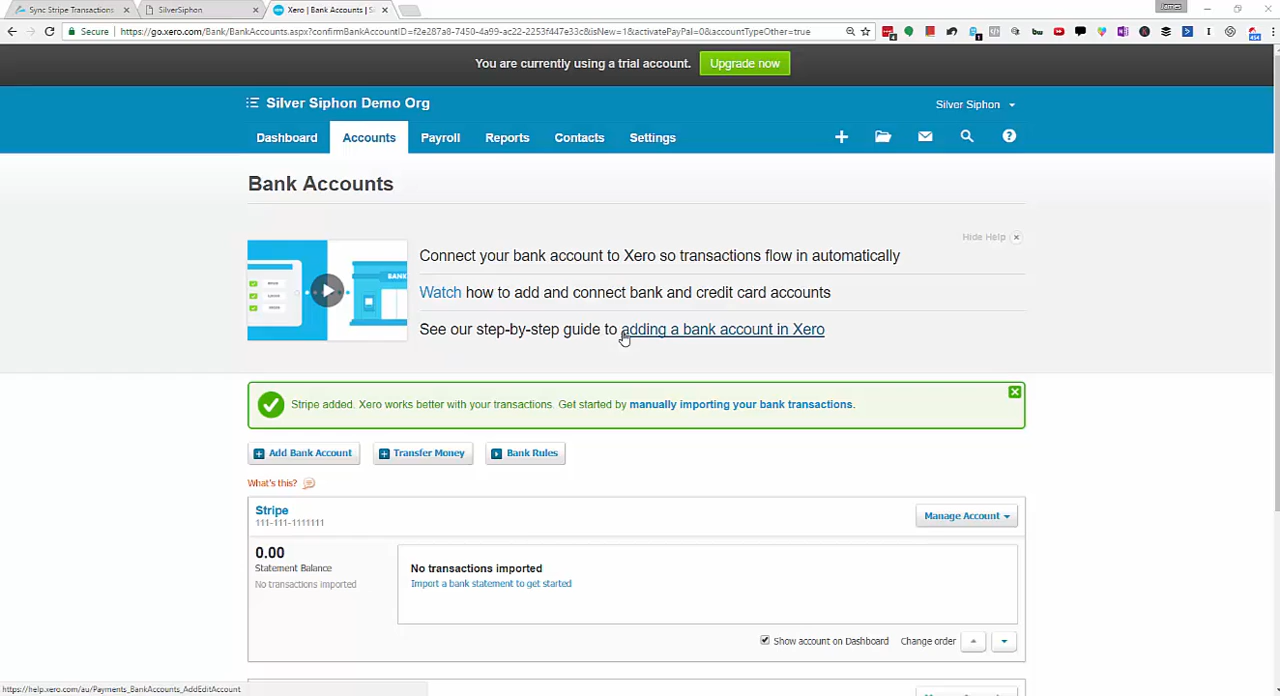 Sync Stripe Transactions
SilverSiphon
Xero | Bank Accounts | S
James
Secure
https://go.xero.com/Bank/BankAccounts.aspx?confirmBankAccountID=f2e287a8-7450-4a99-ac22-2253f447e33c&isNew=1&activatePayPal=0&accountTypeOther=true
You are currently using a trial account.
Upgrade now
Silver Siphon Demo Org
Silver Siphon
Dashboard
Accounts
Payroll
Reports
Contacts
Settings
Bank Accounts
Hide Help
BANK
Connect your bank account to Xero so transactions flow in automatically
Watch how to add and connect bank and credit card accounts
See our step-by-step guide to adding a bank account in Xero
Stripe added. Xero works better with your transactions. Get started by manually importing your bank transactions.
Add Bank Account
Transfer Money
Bank Rules
What's this?
Stripe
111-111-1111111
Manage Account
0.00
Statement Balance
No transactions imported
No transactions imported
Import a bank statement to get started
Show account on Dashboard
Change order
https://help.xero.com/au/Payments_BankAccounts_AddEditAccount